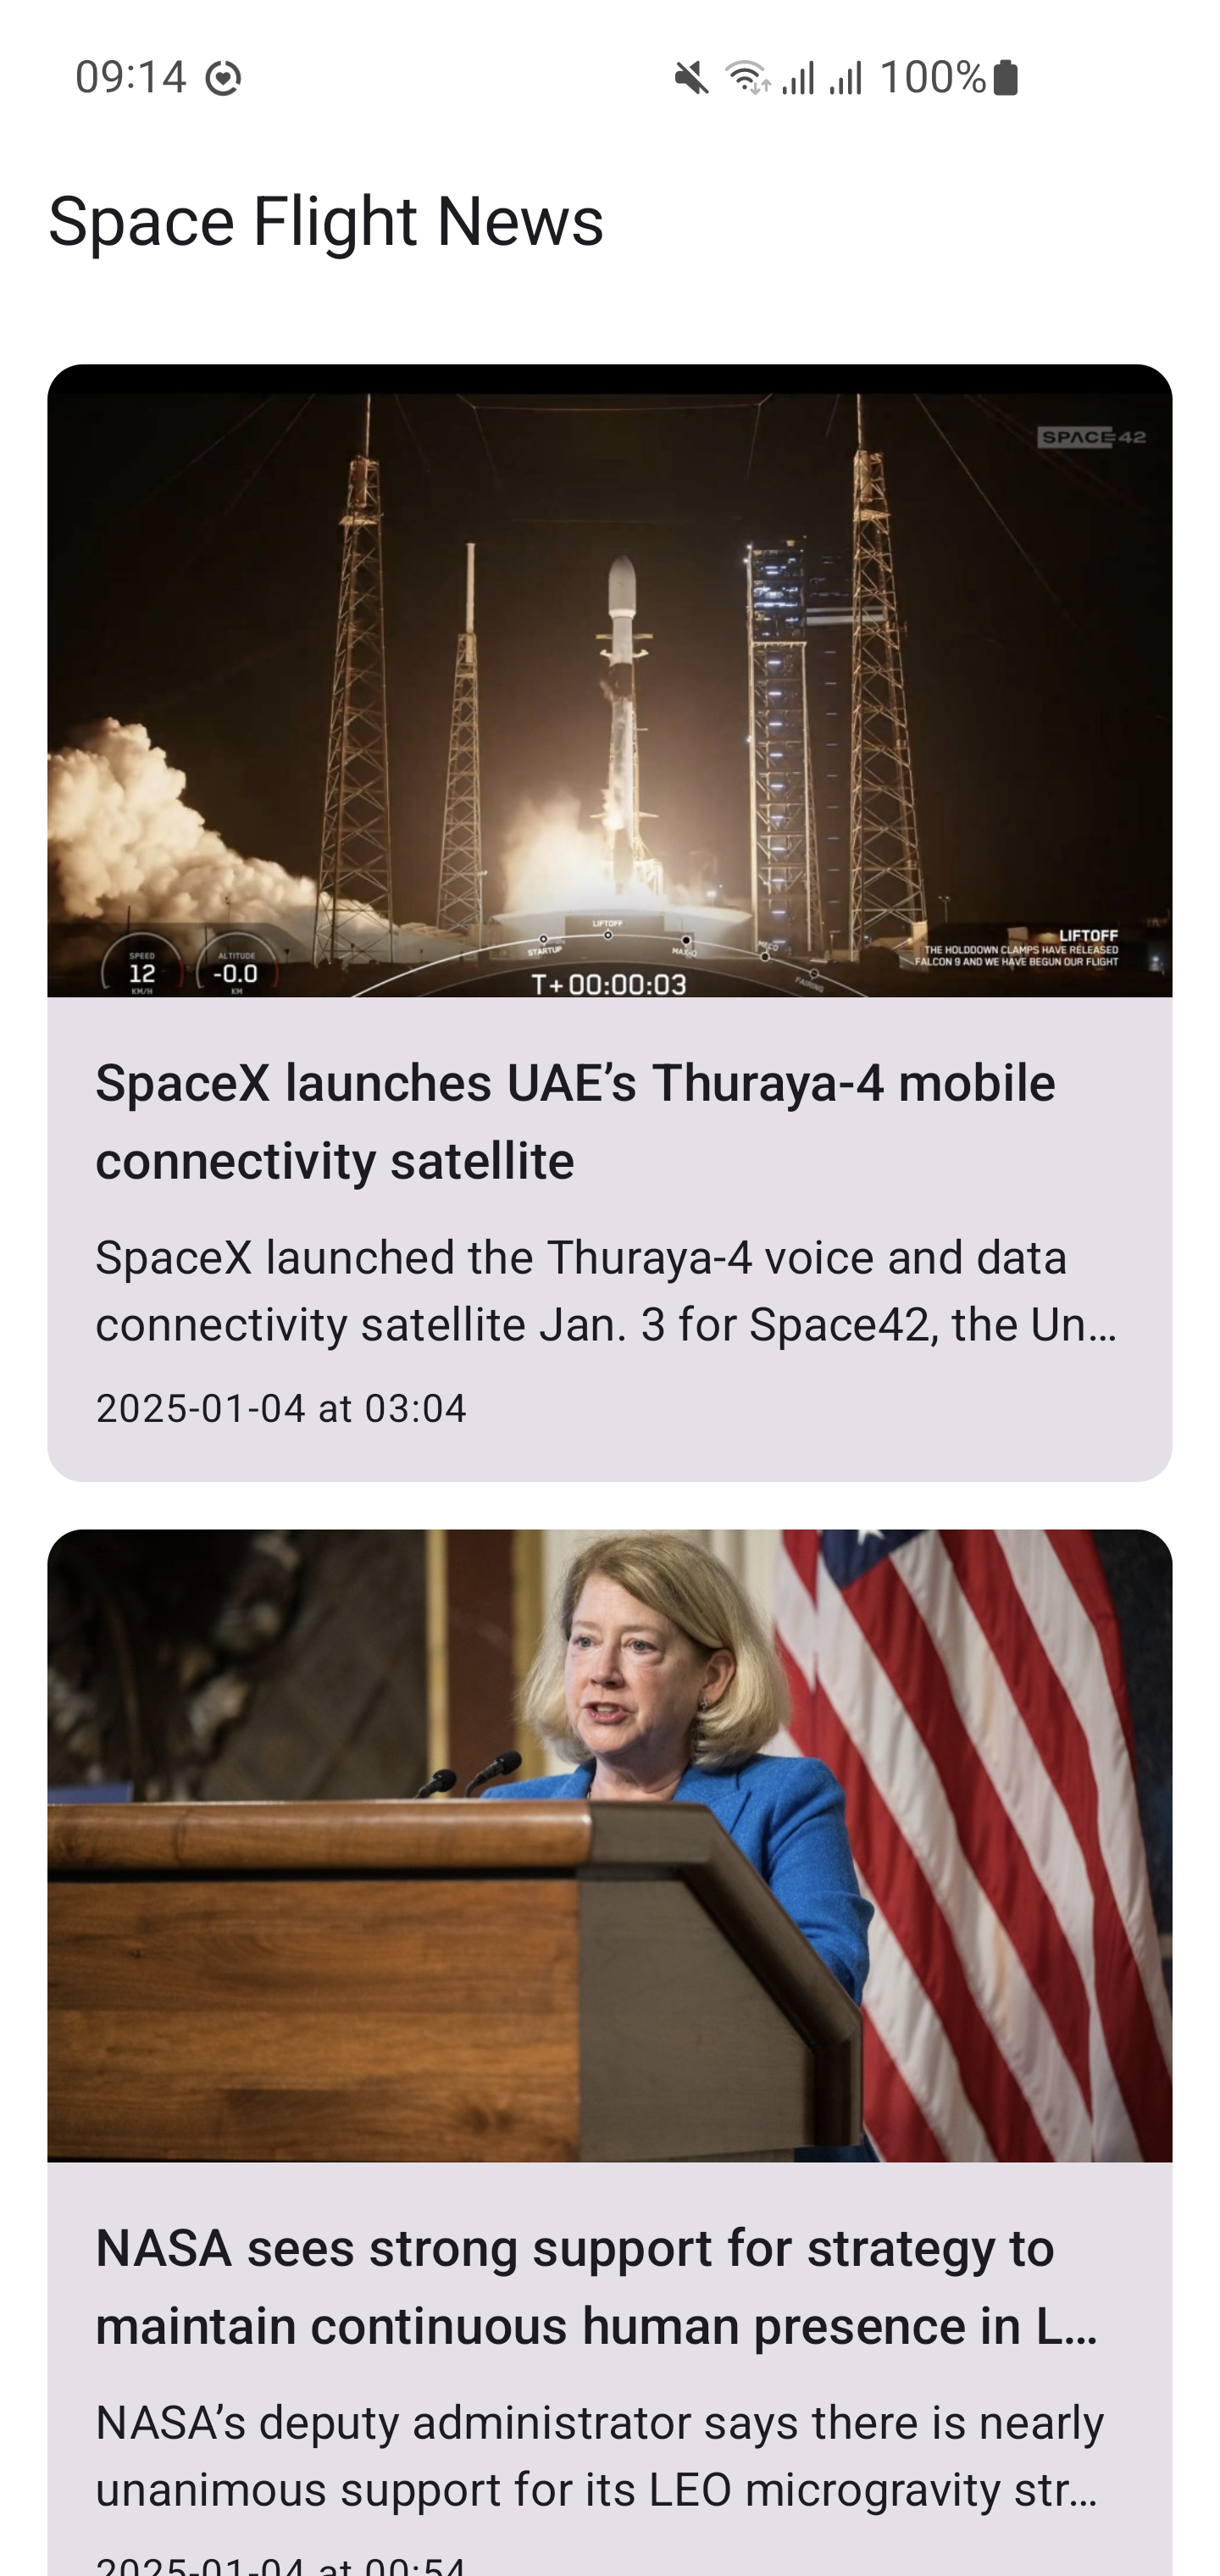 09:14
100%
Space Flight News
SPACE42
SPEED
12
KM/H
ALTITUDE
-0.0
KM
STARTUP
LIFTOFF
MAX-Q
MECO
FAIRING
T+00:00:03
LIFTOFF
THE HOLDDOWN CLAMPS HAVE RELEASED
FALCON 9 AND WE HAVE BEGUN OUR FLIGHT
SpaceX launches UAE’s Thuraya-4 mobile
connectivity satellite
SpaceX launched the Thuraya-4 voice and data
connectivity satellite Jan. 3 for Space42, the Un…
2025-01-04 at 03:04
NASA sees strong support for strategy to
maintain continuous human presence in L…
NASA’s deputy administrator says there is nearly
unanimous support for its LEO microgravity str…
2025-01-04 at 00:54